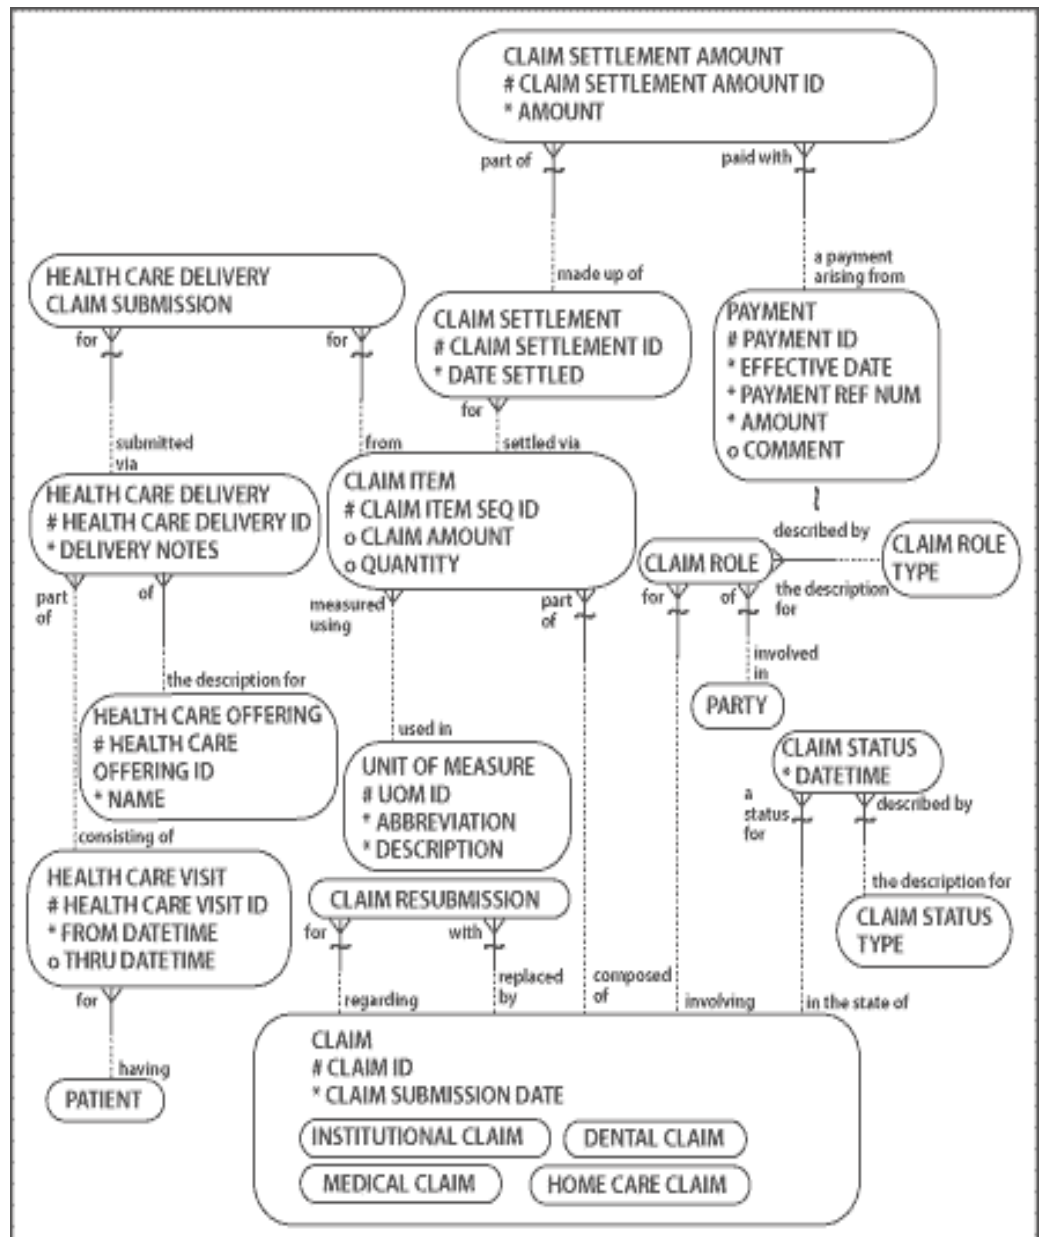 CLAIM SETTLEMENT AMOUNT
# CLAIM SETTLEMENT AMOUNT ID
* AMOUNT
part of
paid with
made up of
a payment
arising from
HEALTH CARE DELIVERY
CLAIM SUBMISSION
for
for
CLAIM SETTLEMENT
# CLAIM SETTLEMENT ID
* DATE SETTLED
for
PAYMENT
# PAYMENT ID
* EFFECTIVE DATE
* PAYMENT REF NUM
* AMOUNT
o COMMENT
submitted
via
from
settled via
HEALTH CARE DELIVERY
# HEALTH CARE DELIVERY ID
* DELIVERY NOTES
CLAIM ITEM
# CLAIM ITEM SEQ ID
o CLAIM AMOUNT
o QUANTITY
described by
CLAIM ROLE
CLAIM ROLE
TYPE
the description
for
part
of
of
measured
using
part
of
for
of
involved
in
PARTY
the description for
HEALTH CARE OFFERING
# HEALTH CARE
OFFERING ID
* NAME
used in
UNIT OF MEASURE
# UOM ID
* ABBREVIATION
* DESCRIPTION
CLAIM STATUS
* DATETIME
a
status
for
described by
the description for
CLAIM STATUS
TYPE
consisting of
HEALTH CARE VISIT
# HEALTH CARE VISIT ID
* FROM DATETIME
o THRU DATETIME
for
having
PATIENT
CLAIM RESUBMISSION
for
with
regarding
replaced
by
composed
of
involving
in the state of
CLAIM
# CLAIM ID
* CLAIM SUBMISSION DATE
INSTITUTIONAL CLAIM
DENTAL CLAIM
MEDICAL CLAIM
HOME CARE CLAIM